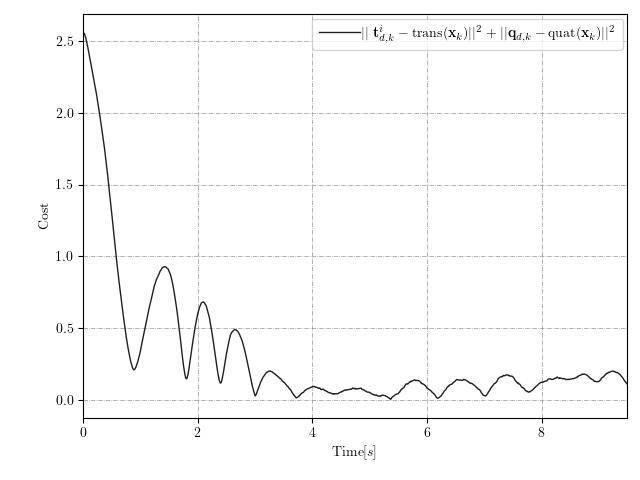 || t^i_{d,k} − trans(x_k)||^2 + ||q_{d,k} − quat(x_k)||^2
2.5
2.0
1.5
1.0
0.5
0.0
Cost
0 2 4 6 8
Time[s]